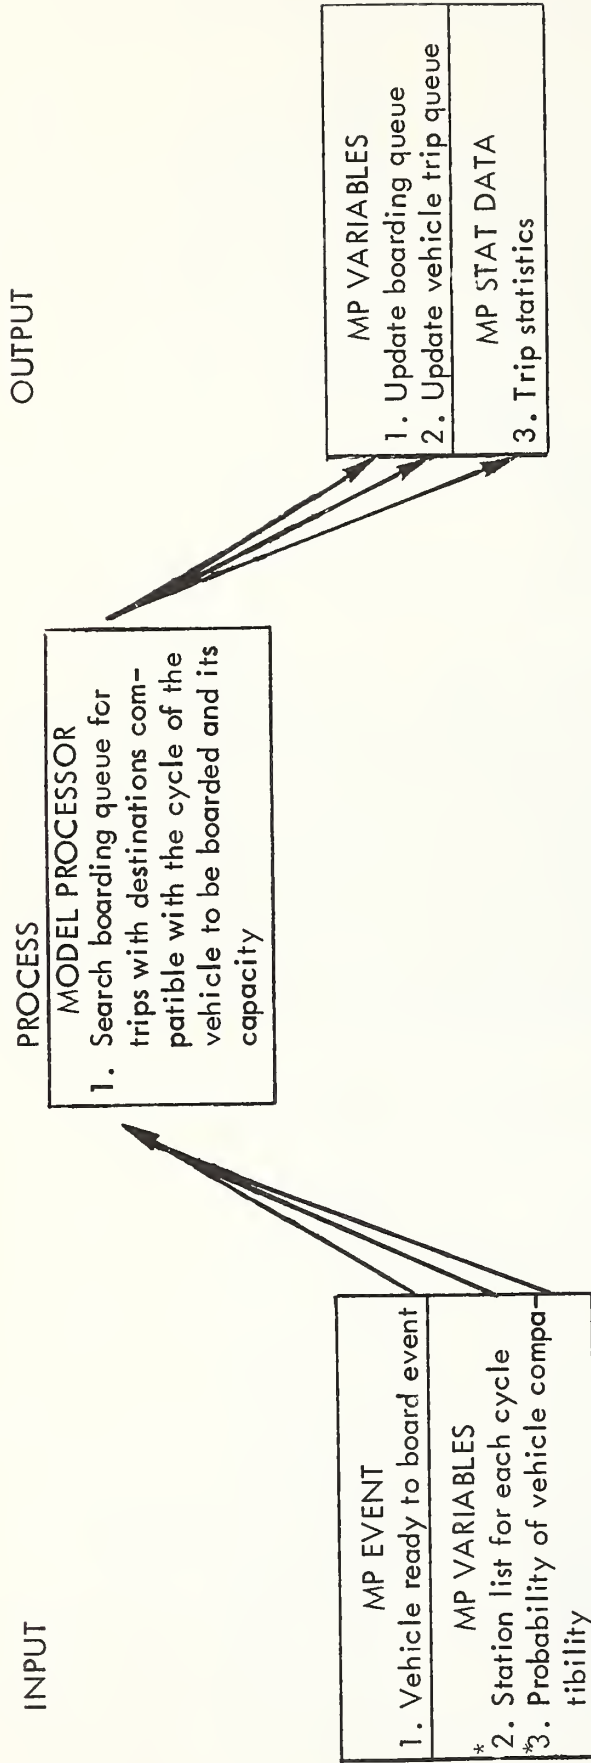 INPUT
MP EVENT
1. Vehicle ready to board event
MP VARIABLES
*
2. Station list for each cycle
*3. Probability of vehicle compa-
tibility
PROCESS
MODEL PROCESSOR
1. Search boarding queue for
trips with destinations com-
patible with the cycle of the
vehicle to be boarded and its
capacity
OUTPUT
MP VARIABLES
1. Update boarding queue
2. Update vehicle trip queue
MP STAT DATA
3. Trip statistics